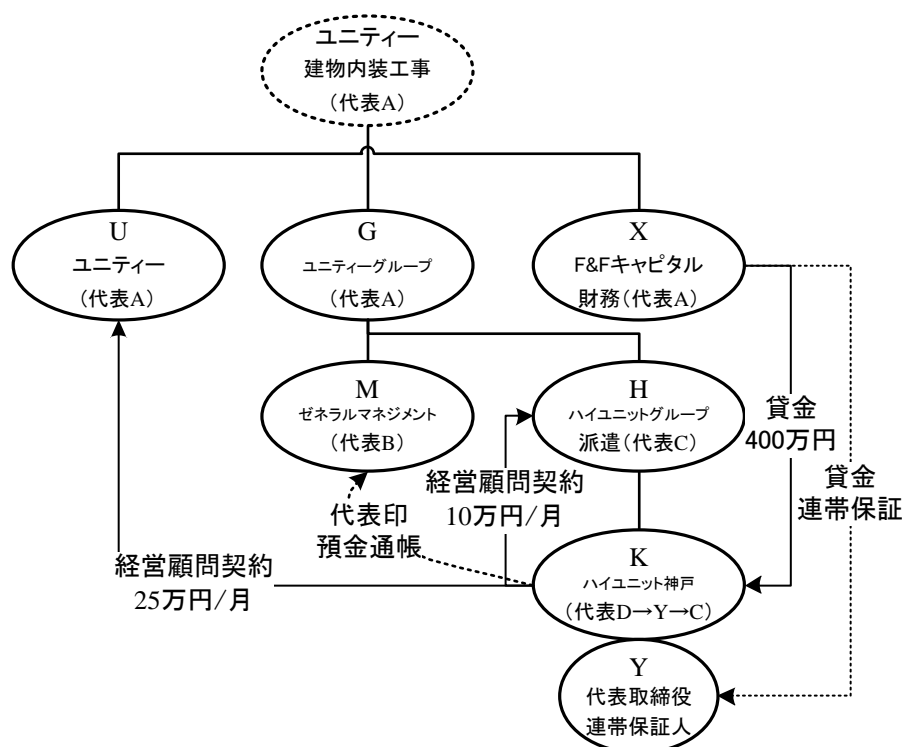 ユニティー
建物内装工事
（代表A）
U
ユニティー
（代表A）
G
ユニティーグループ
（代表A）
X
F&Fキャピタル
財務（代表A）
M
ゼネラルマネジメント
（代表B）
H
ハイユニットグループ
派遣（代表C）
貸金
400万円
貸金
連帯保証
経営顧問契約
10万円/月
代表印
預金通帳
経営顧問契約
25万円/月
K
ハイユニット神戸
（代表D→Y→C）
Y
代表取締役
連帯保証人